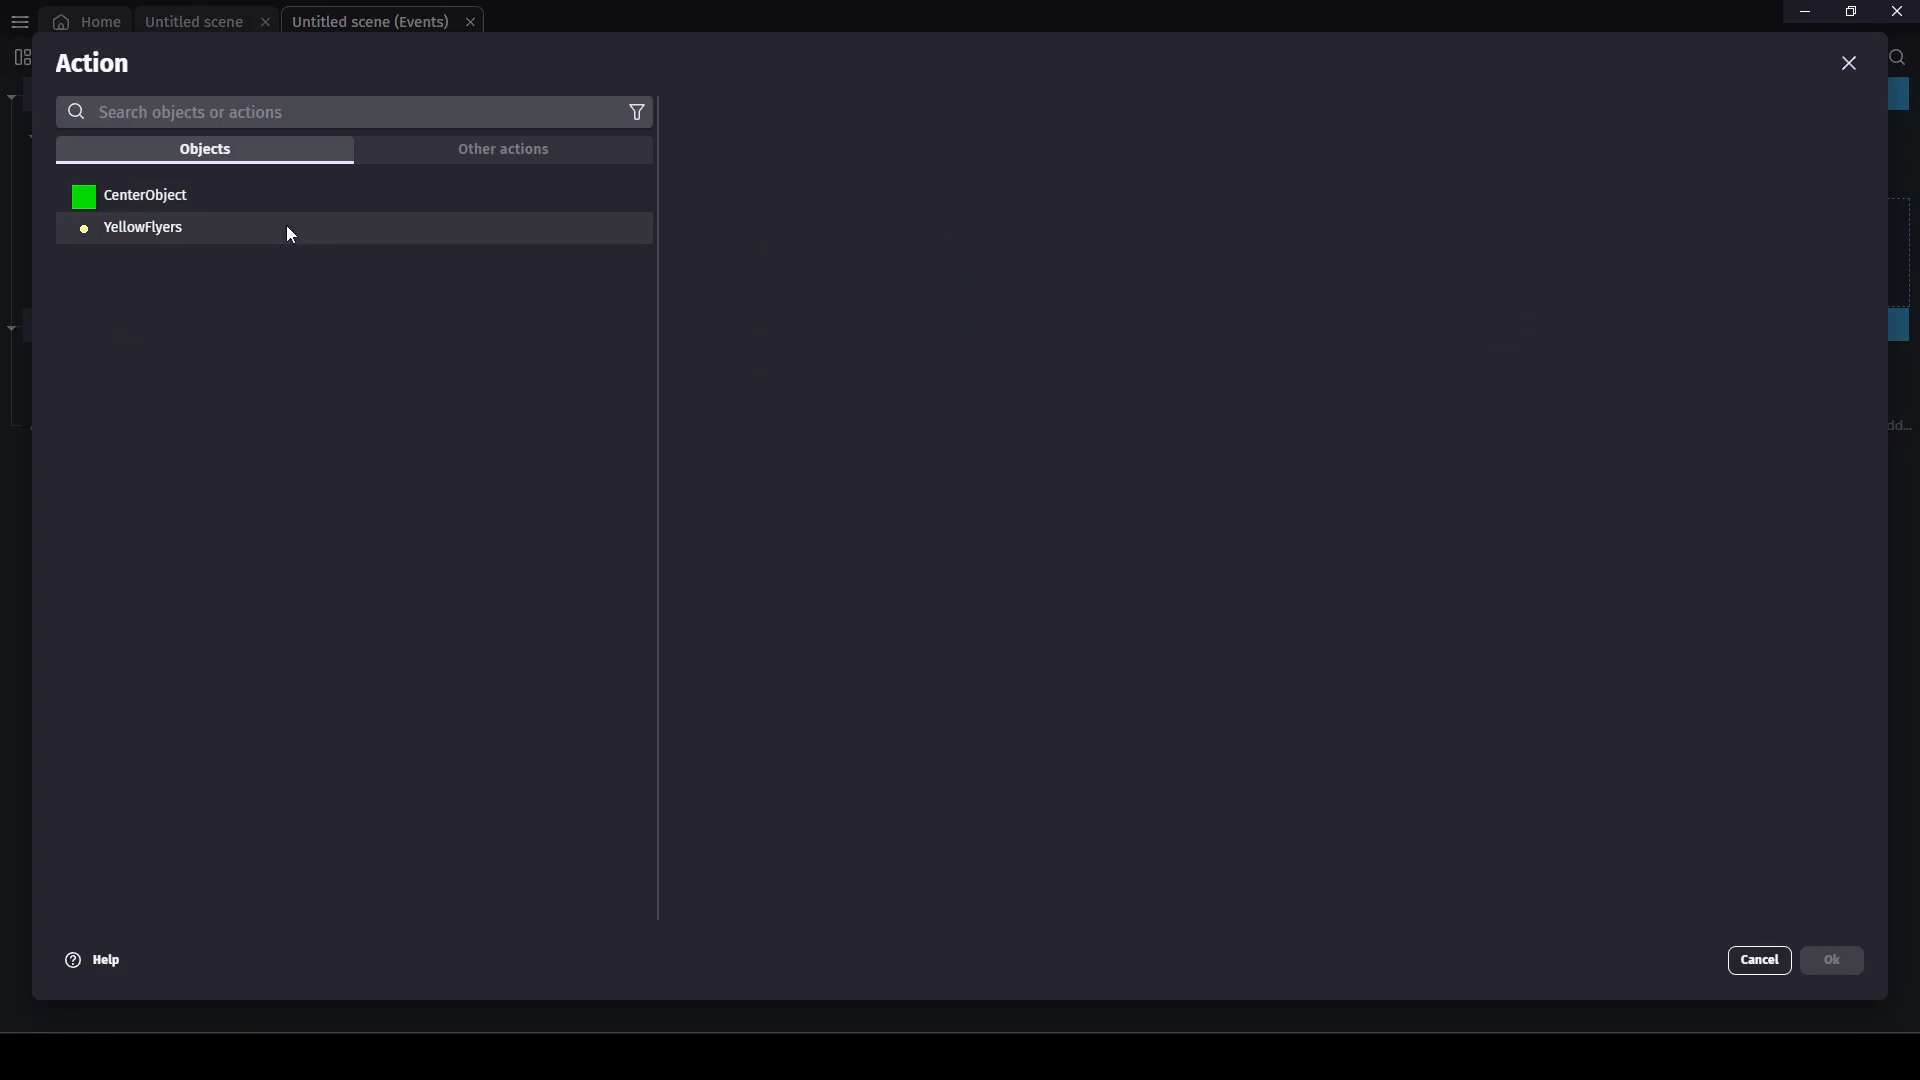 Home
Untitled scene
Untitled scene (Events)
Action
Search objects or actions
Objects
Other actions
CenterObject
YellowFlyers
dd...
Help
Cancel
Ok